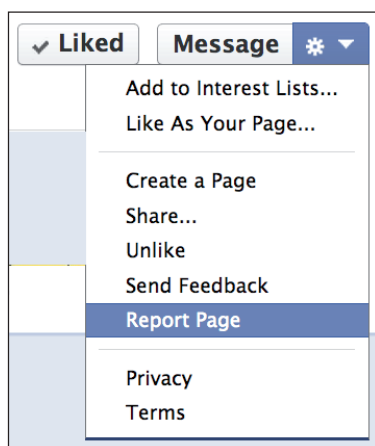 Liked Message
Add to Interest Lists...
Like As Your Page...
Create a Page
Share...
Unlike
Send Feedback
Report Page
Privacy
Terms